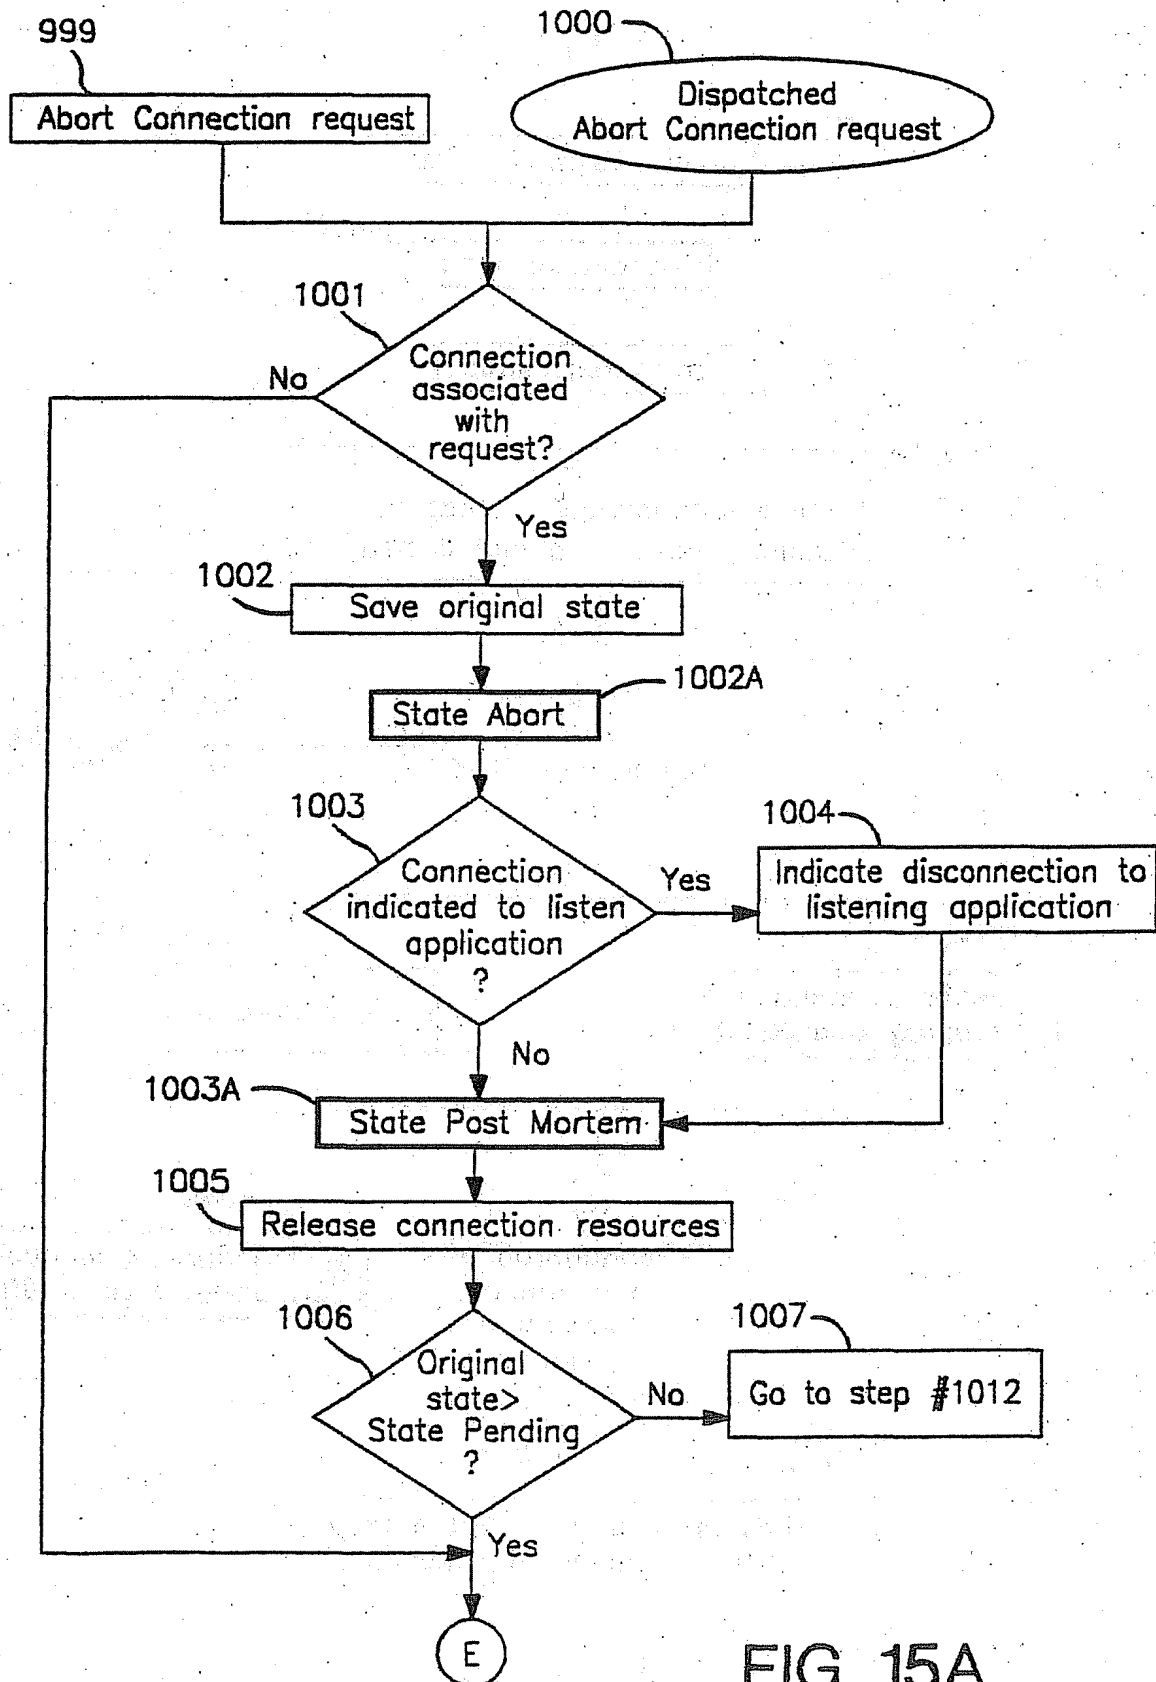 999
1000
Abort Connection request
Dispatched
Abort Connection request
1001
Connection
associated
with
request?
No
Yes
1002
Save original state
1002A
State Abort
1003
Connection
indicated to listen
application
?
Yes
1004
Indicate disconnection to
listening application
No
1003A
State Post Mortem
1005
Release connection resources
1006
Original
state>
State Pending
?
No
1007
Go to step #1012
Yes
E
FIG. 15A